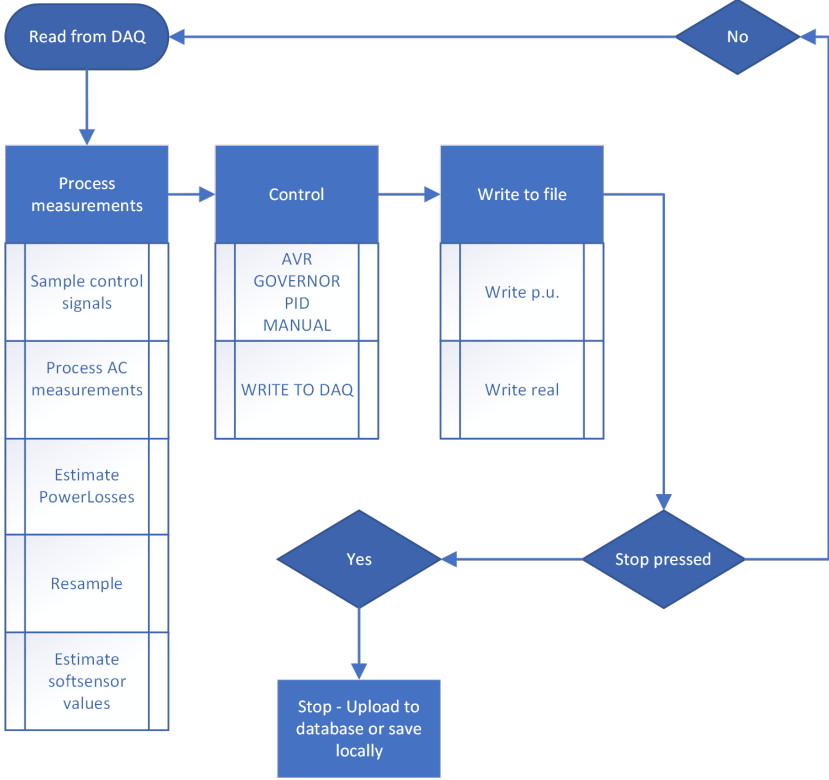 Read from DAQ
No
Process
measurements
Control
Write to file
Sample control
signals
Process AC
measurements
Estimate
PowerLosses
Resample
Estimate
softsensor
values
AVR
GOVERNOR
PID
MANUAL
WRITE TO DAQ
Write p.u.
Write real
Yes
Stop pressed
Stop - Upload to
database or save
locally